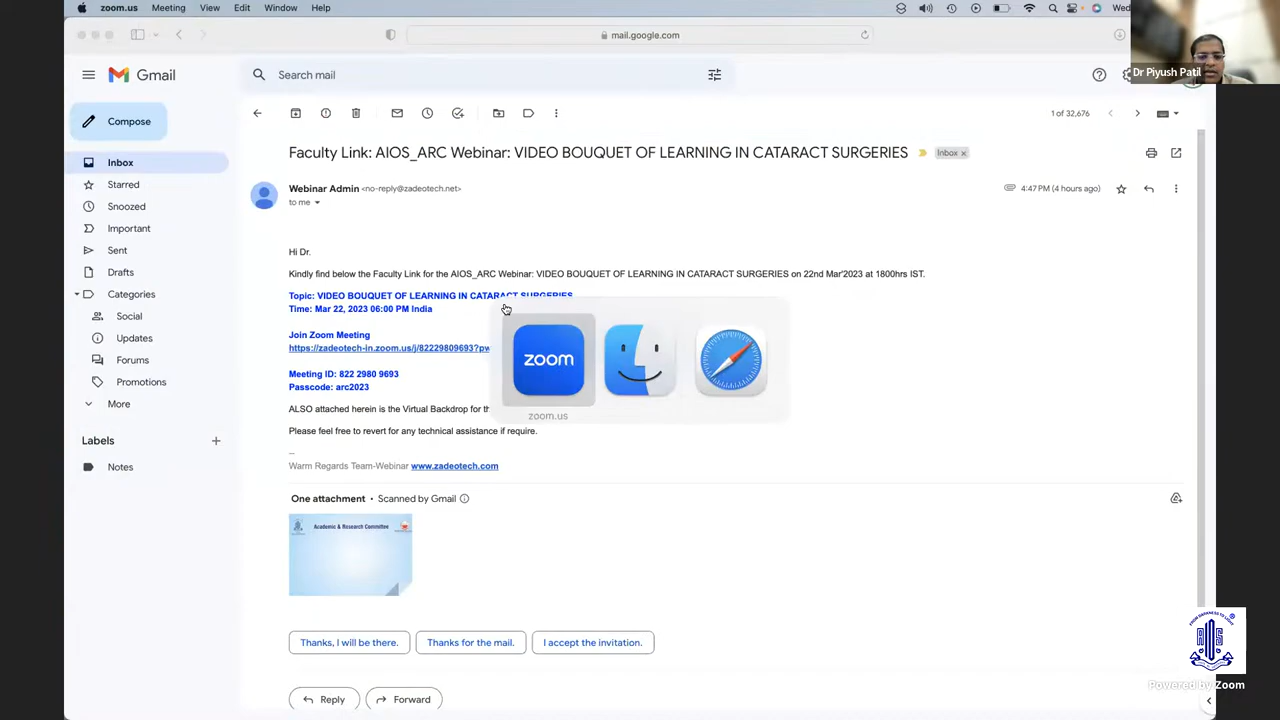 zoom.us Meeting View Edit Window Help
Wed
mail.google.com
Dr Piyush Patil
Gmail
Search mail
Compose
1 of 32,676
Inbox
Starred
Snoozed
Important
Sent
Drafts
Categories
Social
Updates
Forums
Promotions
More
Labels
Notes
Faculty Link: AIOS_ARC Webinar: VIDEO BOUQUET OF LEARNING IN CATARACT SURGERIES
Inbox x
Webinar Admin <no-reply@zadeotech.net>
4:47 PM (4 hours ago)
to me
Hi Dr.
Kindly find below the Faculty Link for the AIOS_ARC Webinar: VIDEO BOUQUET OF LEARNING IN CATARACT SURGERIES on 22nd Mar'2023 at 1800hrs IST.
Topic: VIDEO BOUQUET OF LEARNING IN CATARACT SURGERIES
Time: Mar 22, 2023 06:00 PM India
Join Zoom Meeting
https://zadeotech-in.zoom.us/j/82229809693?pw
Meeting ID: 822 2980 9693
Passcode: arc2023
ALSO attached herein is the Virtual Backdrop for th
Please feel free to revert for any technical assistance if require.
--
Warm Regards Team-Webinar www.zadeotech.com
zoom
zoom.us
One attachment • Scanned by Gmail
Academic & Research Committee
Thanks, I will be there.
Thanks for the mail.
I accept the invitation.
Reply
Forward
Powered by Zoom